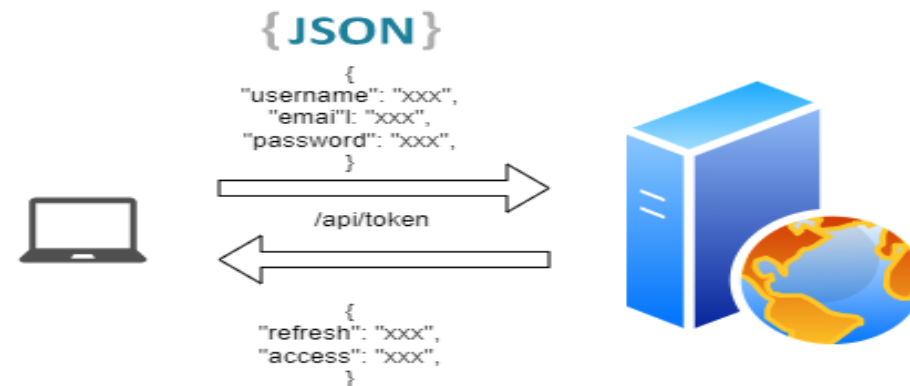 {JSON}
{
"username": "xxx",
"emai"l: "xxx",
"password": "xxx",
}
/api/token
{
"refresh": "xxx",
"access": "xxx",
}